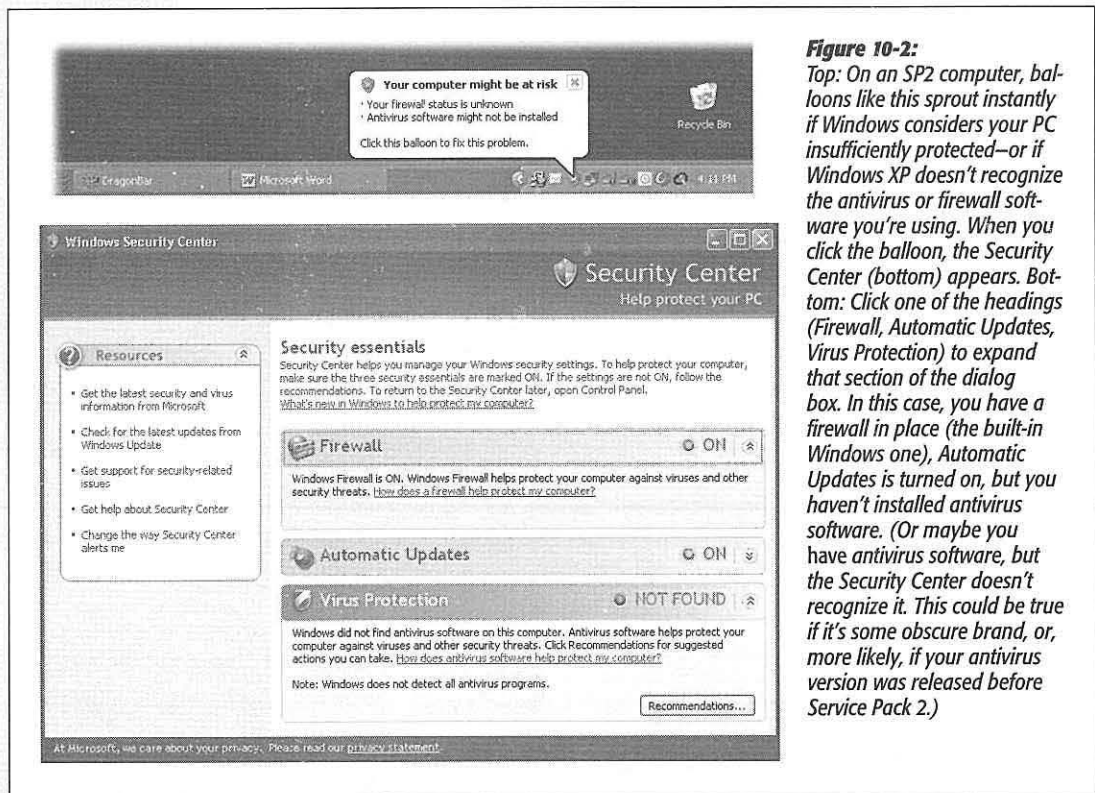 Your computer might be at risk
· Your firewall status is unknown
· Antivirus software might not be installed
Click this balloon to fix this problem.
Recycle Bin
DragonBar
Microsoft Word
4:11 PM
Windows Security Center
Security Center
Help protect your PC
Resources
• Get the latest security and virus
information from Microsoft
• Check for the latest updates from
Windows Update
• Get support for security-related
issues
• Get help about Security Center
• Change the way Security Center
alerts me
Security essentials
Security Center helps you manage your Windows security settings. To help protect your computer,
make sure the three security essentials are marked ON. If the settings are not ON, follow the
recommendations. To return to the Security Center later, open Control Panel.
What's new in Windows to help protect my computer?
Firewall ON
Windows Firewall is ON. Windows Firewall helps protect your computer against viruses and other
security threats. How does a firewall help protect my computer?
Automatic Updates ON
Virus Protection NOT FOUND
Windows did not find antivirus software on this computer. Antivirus software helps protect your
computer against viruses and other security threats. Click Recommendations for suggested
actions you can take. How does antivirus software help protect my computer?
Note: Windows does not detect all antivirus programs.
Recommendations...
At Microsoft, we care about your privacy. Please read our privacy statement.
Figure 10-2:
Top: On an SP2 computer, bal-
loons like this sprout instantly
if Windows considers your PC
insufficiently protected—or if
Windows XP doesn't recognize
the antivirus or firewall soft-
ware you're using. When you
click the balloon, the Security
Center (bottom) appears. Bot-
tom: Click one of the headings
(Firewall, Automatic Updates,
Virus Protection) to expand
that section of the dialog
box. In this case, you have a
firewall in place (the built-in
Windows one), Automatic
Updates is turned on, but you
haven't installed antivirus
software. (Or maybe you
have antivirus software, but
the Security Center doesn't
recognize it. This could be true
if it's some obscure brand, or,
more likely, if your antivirus
version was released before
Service Pack 2.)